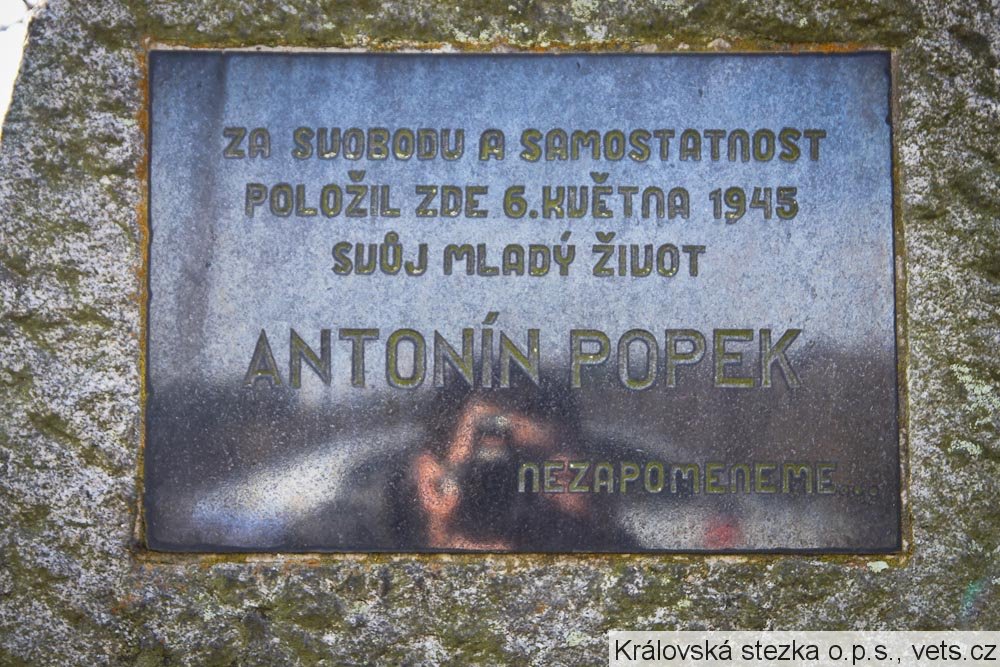 ZA SVOBODU A SAMOSTATNOST
POLOŽIL ZDE 6. KVĚTNA 1945
SVŮJ MLADÝ ŽIVOT
ANTONÍN POPEK
NEZAPOMENEME...
Královská stezka o.p.s., vets.cz